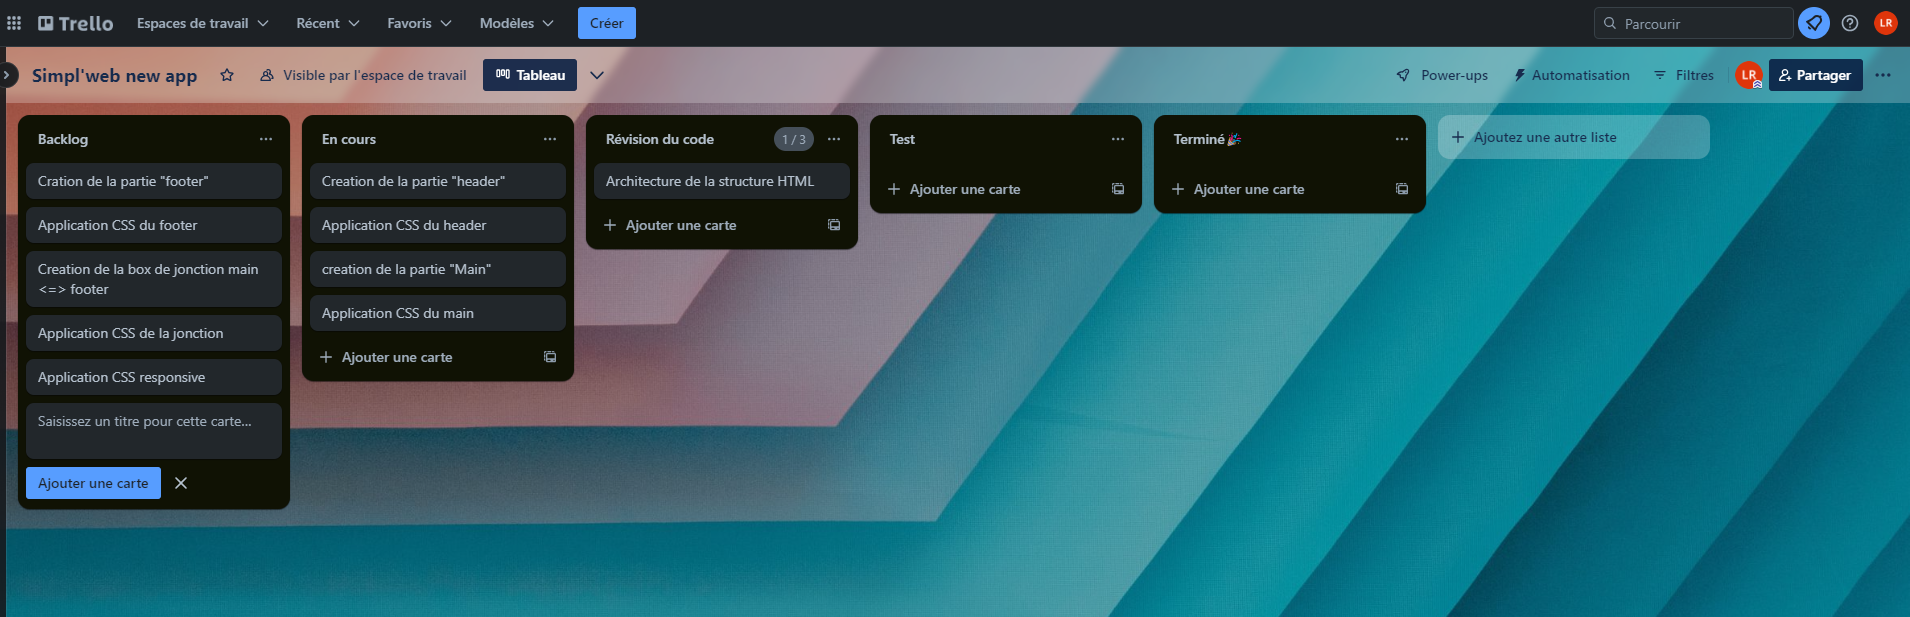 Trello
Espaces de travail
Récent
Favoris
Modèles
Créer
Parcourir
LR
Simpl'web new app
Visible par l'espace de travail
Tableau
Power-ups
Automatisation
Filtres
LR
Partager
Backlog
Cration de la partie "footer"
Application CSS du footer
Creation de la box de jonction main
<=> footer
Application CSS de la jonction
Application CSS responsive
Saisissez un titre pour cette carte...
Ajouter une carte
En cours
Creation de la partie "header"
Application CSS du header
creation de la partie "Main"
Application CSS du main
Ajouter une carte
Révision du code
1 / 3
Architecture de la structure HTML
Ajouter une carte
Test
Ajouter une carte
Terminé🎉
Ajouter une carte
Ajoutez une autre liste